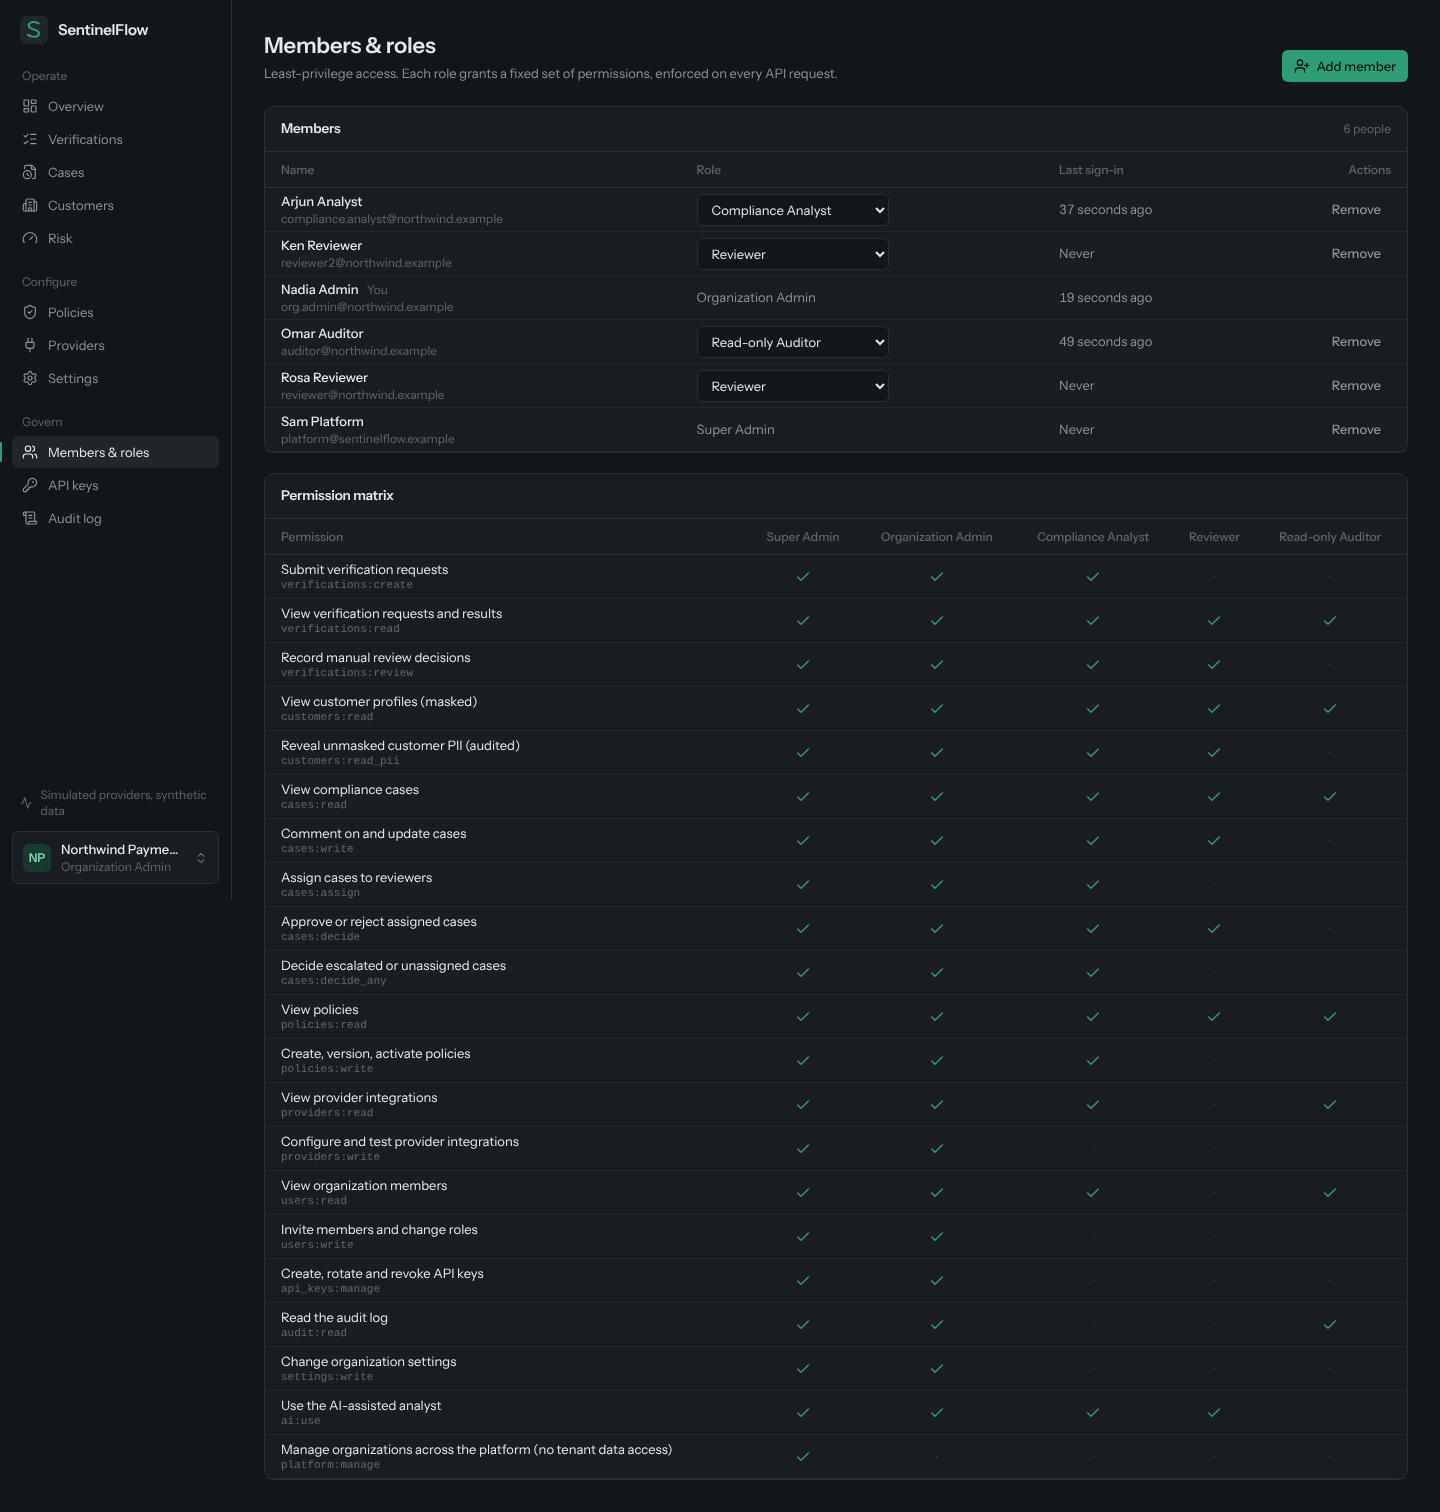 SentinelFlow
Operate
Overview
Verifications
Cases
Customers
Risk
Configure
Policies
Providers
Settings
Govern
Members & roles
API keys
Audit log
Simulated providers, synthetic
data
NP
Northwind Payme...
Organization Admin
Members & roles
Least-privilege access. Each role grants a fixed set of permissions, enforced on every API request.
Add member
Members 6 people
Name Role Last sign-in Actions
Arjun Analyst
compliance.analyst@northwind.example
Compliance Analyst 37 seconds ago Remove
Ken Reviewer
reviewer2@northwind.example
Reviewer Never Remove
Nadia Admin You
org.admin@northwind.example
Organization Admin 19 seconds ago
Omar Auditor
auditor@northwind.example
Read-only Auditor 49 seconds ago Remove
Rosa Reviewer
reviewer@northwind.example
Reviewer Never Remove
Sam Platform
platform@sentinelflow.example
Super Admin Never Remove
Permission matrix
Permission Super Admin Organization Admin Compliance Analyst Reviewer Read-only Auditor
Submit verification requests
verifications:create
View verification requests and results
verifications:read
Record manual review decisions
verifications:review
View customer profiles (masked)
customers:read
Reveal unmasked customer PII (audited)
customers:read_pii
View compliance cases
cases:read
Comment on and update cases
cases:write
Assign cases to reviewers
cases:assign
Approve or reject assigned cases
cases:decide
Decide escalated or unassigned cases
cases:decide_any
View policies
policies:read
Create, version, activate policies
policies:write
View provider integrations
providers:read
Configure and test provider integrations
providers:write
View organization members
users:read
Invite members and change roles
users:write
Create, rotate and revoke API keys
api_keys:manage
Read the audit log
audit:read
Change organization settings
settings:write
Use the AI-assisted analyst
ai:use
Manage organizations across the platform (no tenant data access)
platform:manage